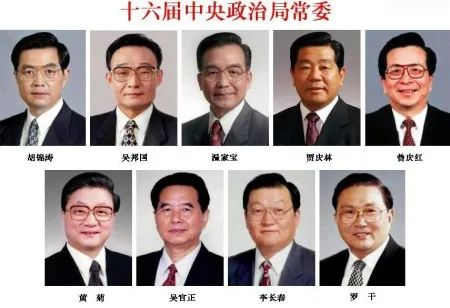 十六届中央政治局常委
胡锦涛 吴邦国 温家宝 贾庆林 曾庆红
黄 菊 吴官正 李长春 罗 干